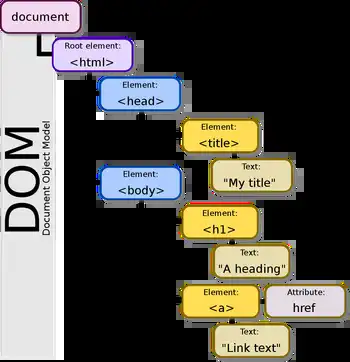 document
Root element:
<html>
Element:
<head>
Element:
<title>
Text:
"My title"
Element:
<body>
Element:
<h1>
Text:
"A heading"
Element:
<a>
Attribute:
href
Text:
"Link text"
DOM
Document Object Model